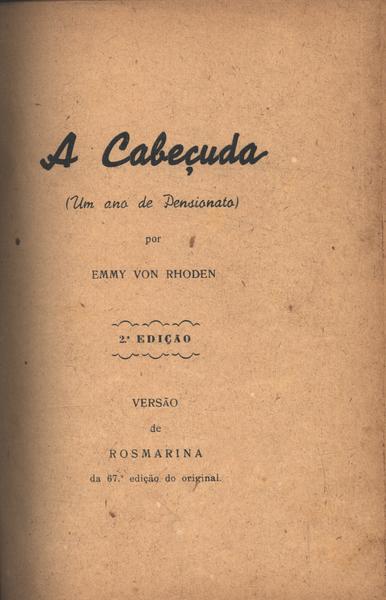 A Cabeçuda
(Um ano de Pensionato)
por
EMMY VON RHODEN
2.ª EDIÇÃO
VERSÃO
de
ROSMARINA
da 67.ª edição do original.